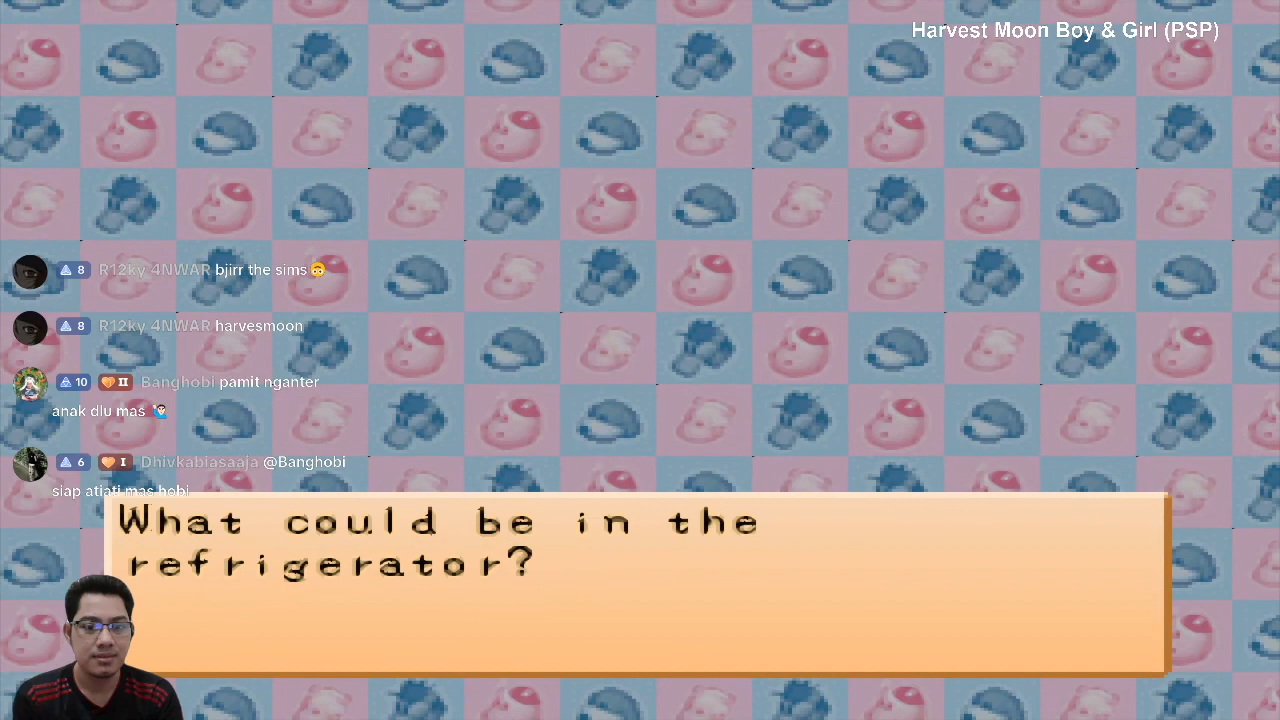 Harvest Moon Boy & Girl (PSP)
8 R12ky 4NWAR bjirr the sims
8 R12ky 4NWAR harvesmoon
10 II Banghobi pamit nganter
anak dlu mas
6 I Dhivkabiasaaja @Banghobi
siap atiati mas hobi
What could be in the
refrigerator?